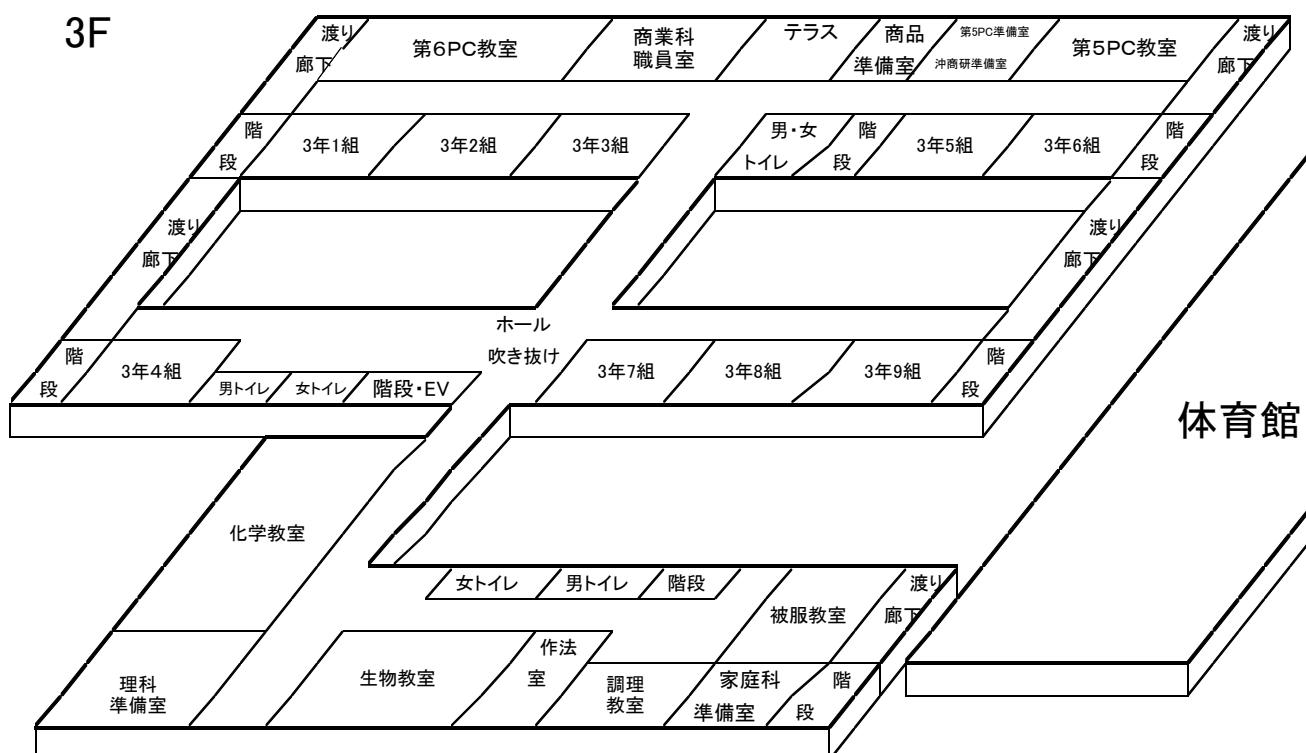 3F
渡り
廊下
第6PC教室
商業科
職員室
テラス
商品
準備室
第5PC準備室
沖商研準備室
第5PC教室
渡り
廊下
階
段
3年1組
3年2組
3年3組
男・女
トイレ
階
段
3年5組
3年6組
階
段
渡り
廊下
渡り
廊下
ホール
吹き抜け
階
段
3年4組
男トイレ
女トイレ
階段・EV
3年7組
3年8組
3年9組
階
段
体育館
化学教室
女トイレ
男トイレ
階段
被服教室
渡り
廊下
理科
準備室
生物教室
作法
室
調理
教室
家庭科
準備室
階
段